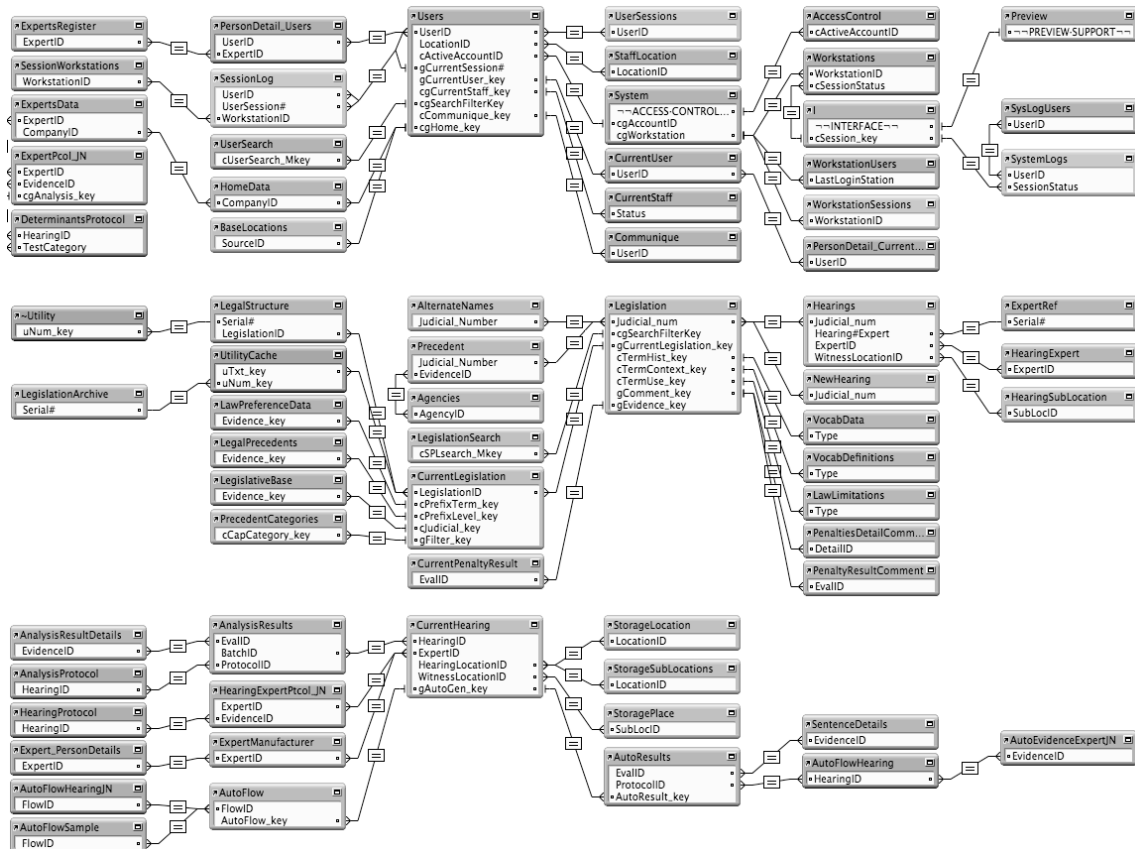 ExpertsRegister
ExpertID
SessionWorkstations
WorkstationID
ExpertsData
ExpertID
CompanyID
ExpertPcol_JN
ExpertID
EvidenceID
cgAnalysis_key
DeterminantsProtocol
HearingID
TestCategory
PersonDetail_Users
UserID
ExpertID
SessionLog
UserID
UserSession#
WorkstationID
UserSearch
cUserSearch_Mkey
HomeData
CompanyID
BaseLocations
SourceID
Users
UserID
LocationID
cActiveAccountID
gCurrentSession#
gCurrentUser_key
cgCurrentStaff_key
cgSearchFilterKey
cCommunique_key
cgHome_key
UserSessions
UserID
StaffLocation
LocationID
System
¬¬ACCESS-CONTROL...
cgAccountID
cgWorkstation
CurrentUser
UserID
CurrentStaff
Status
Communique
UserID
AccessControl
cActiveAccountID
Workstations
WorkstationID
cSessionStatus
I
¬¬INTERFACE¬¬
cSession_key
WorkstationUsers
LastLoginStation
WorkstationSessions
WorkstationID
PersonDetail_Current...
UserID
Preview
¬¬PREVIEW-SUPPORT¬¬
SysLogUsers
UserID
SystemLogs
UserID
SessionStatus
~Utility
uNum_key
LegislationArchive
Serial#
LegalStructure
Serial#
LegislationID
UtilityCache
uTxt_key
uNum_key
LawPreferenceData
Evidence_key
LegalPrecedents
Evidence_key
LegislativeBase
Evidence_key
PrecedentCategories
cCapCategory_key
AlternateNames
Judicial_Number
Precedent
Judicial_Number
EvidenceID
Agencies
AgencyID
LegislationSearch
cSPLsearch_Mkey
CurrentLegislation
LegislationID
cPrefixTerm_key
cPrefixLevel_key
cJudicial_key
gFilter_key
CurrentPenaltyResult
EvalID
Legislation
Judicial_num
cgSearchFilterKey
gCurrentLegislation_key
cTermHist_key
cTermContext_key
cTermUse_key
gComment_key
gEvidence_key
Hearings
Judicial_num
Hearing#Expert
ExpertID
WitnessLocationID
NewHearing
Judicial_num
VocabData
Type
VocabDefinitions
Type
LawLimitations
Type
PenaltiesDetailComm...
DetailID
PenaltyResultComment
EvalID
ExpertRef
Serial#
HearingExpert
ExpertID
HearingSubLocation
SubLocID
AnalysisResultDetails
EvidenceID
AnalysisProtocol
HearingID
HearingProtocol
HearingID
Expert_PersonDetails
ExpertID
AutoFlowHearingJN
FlowID
AutoFlowSample
FlowID
AnalysisResults
EvalID
BatchID
ProtocolID
HearingExpertPtcol_JN
ExpertID
EvidenceID
ExpertManufacturer
ExpertID
AutoFlow
FlowID
AutoFlow_key
CurrentHearing
HearingID
ExpertID
HearingLocationID
WitnessLocationID
gAutoGen_key
StorageLocation
LocationID
StorageSubLocations
LocationID
StoragePlace
SubLocID
AutoResults
EvalID
ProtocolID
AutoResult_key
SentenceDetails
EvidenceID
AutoFlowHearing
HearingID
AutoEvidenceExpertJN
EvidenceID